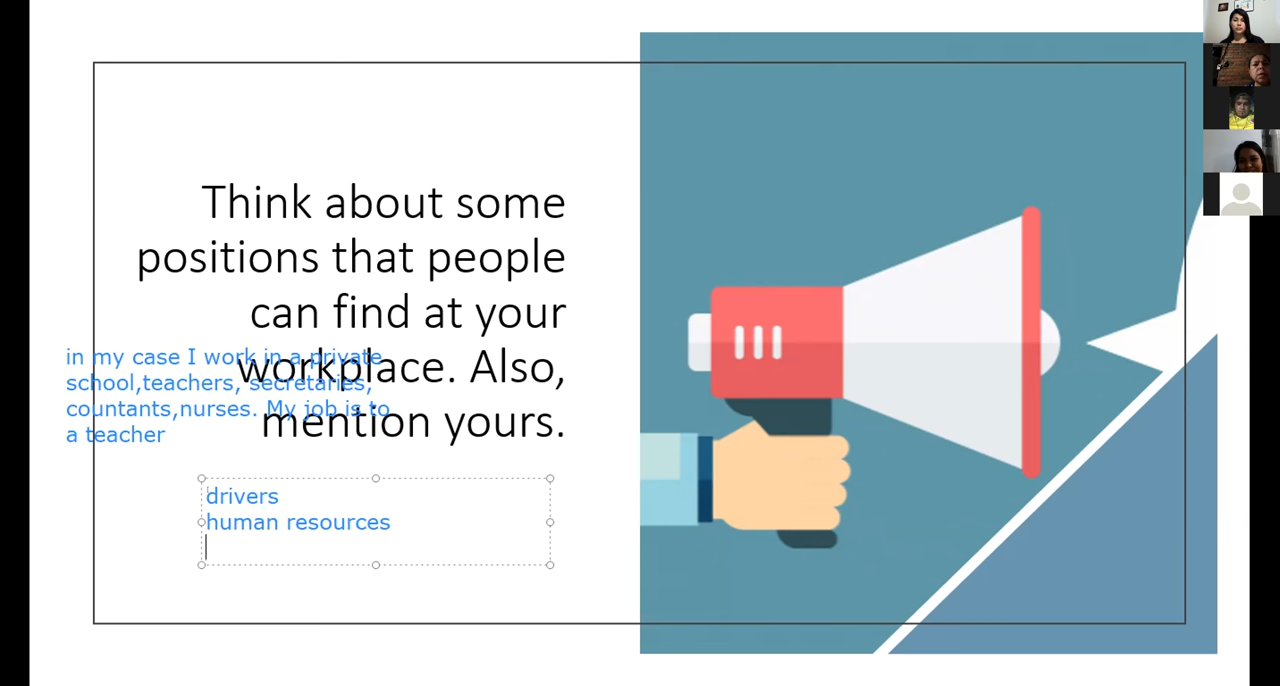 Think about some
positions that people
can find at your
workplace. Also,
mention yours.
in my case I work in a private
school,teachers, secretaries,
countants,nurses. My job is to
a teacher
drivers
human resources